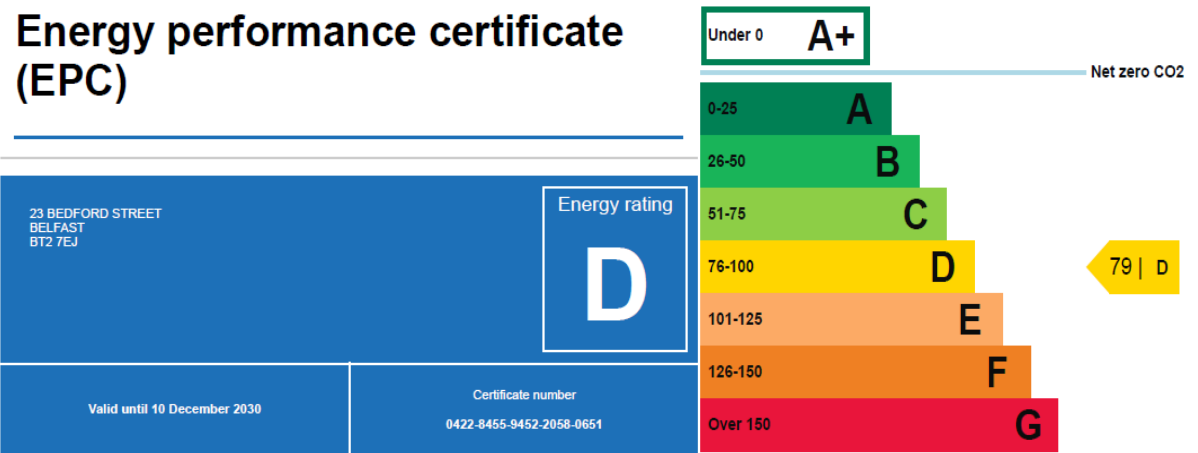 Energy performance certificate
(EPC)
23 BEDFORD STREET
BELFAST
BT2 7EJ
Energy rating
D
Valid until 10 December 2030
Certificate number
0422-8455-9452-2058-0651
Under 0 A+
Net zero CO2
0-25 A
26-50 B
51-75 C
76-100 D
79 | D
101-125 E
126-150 F
Over 150 G